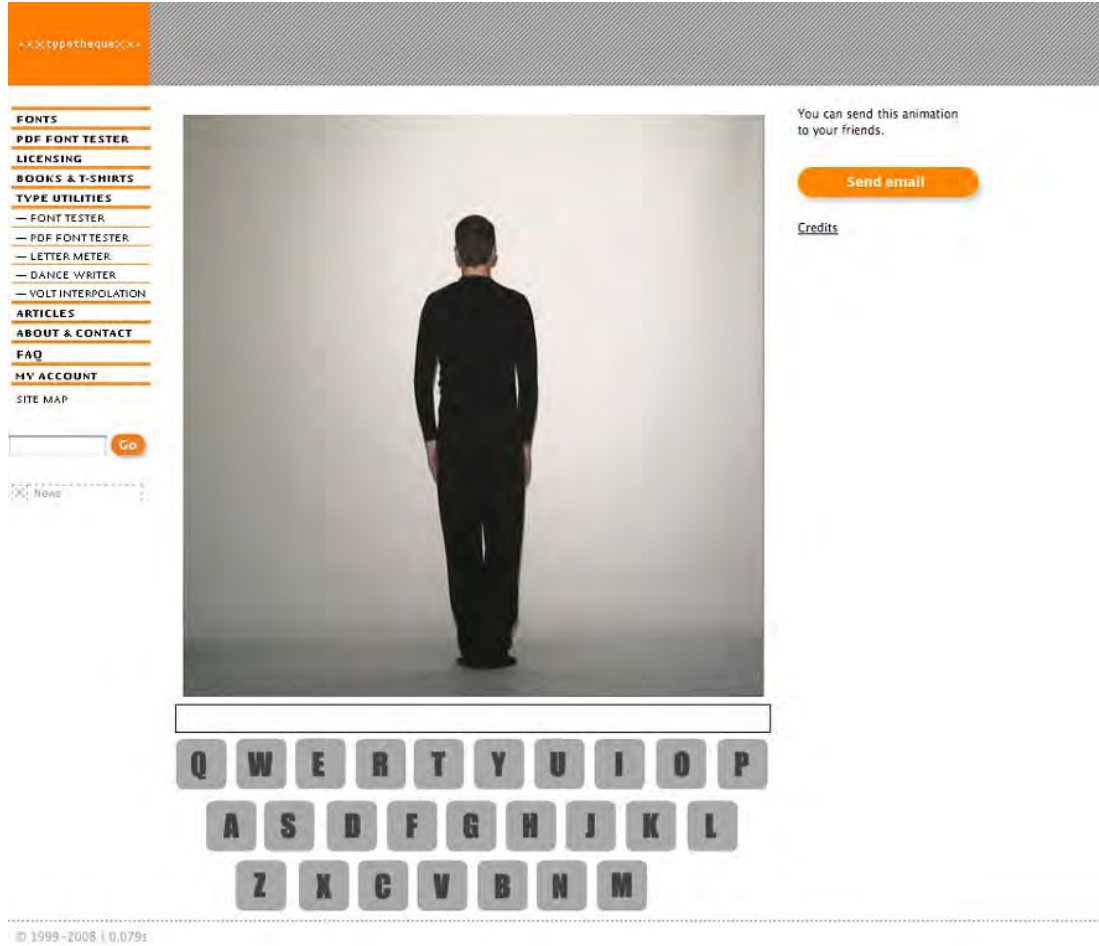 typotheque
FONTS
PDF FONT TESTER
LICENSING
BOOKS & T-SHIRTS
TYPE UTILITIES
— FONT TESTER
— PDF FONT TESTER
— LETTER METER
— DANCE WRITER
— VOLT INTERPOLATION
ARTICLES
ABOUT & CONTACT
FAQ
MY ACCOUNT
SITE MAP
Go
News
You can send this animation
to your friends.
Send email
Credits
Q W E R T Y U I O P
A S D F G H J K L
Z X C V B N M
© 1999-2008 | 0.079s